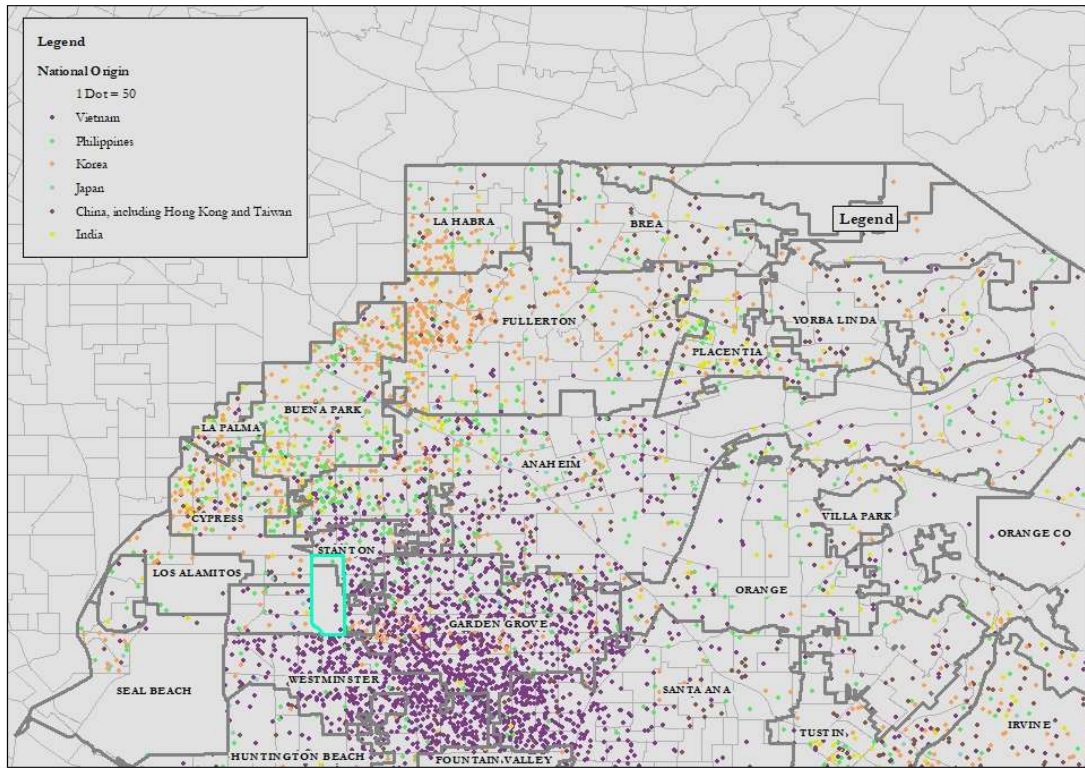 Legend
National Origin
1 Dot = 50
Vietnam
Philippines
Korea
Japan
China, including Hong Kong and Taiwan
India
LA HABRA
BREA
Legend
FULLERTON
YORBA LINDA
PLACENTIA
BUENA PARK
LA PALMA
ANAHEIM
CYPRESS
VILLA PARK
STANTON
ORANGE CO
LOS ALAMITOS
ORANGE
GARDEN GROVE
WESTMINSTER
SEAL BEACH
SANTA ANA
IRVINE
TUSTIN
HUNTINGTON BEACH
FOUNTAIN VALLEY